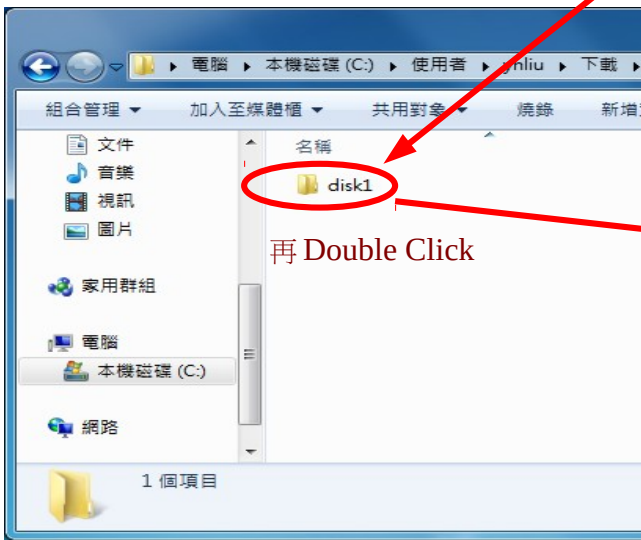 電腦 本機磁碟 (C:) 使用者 yhliu 下載
組合管理 加入至媒體櫃 共用對象 燒錄 新增
文件
名稱
音樂
disk1
視訊
圖片
再 Double Click
家用群組
電腦
本機磁碟 (C:)
網路
1 個項目